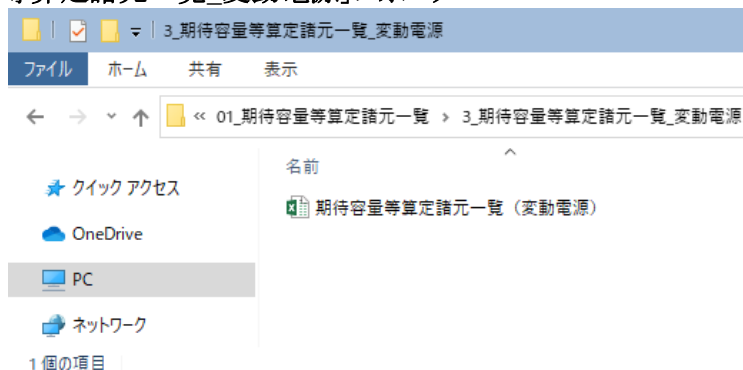 3_期待容量等算定諸元一覧_変動電源
ファイル ホーム 共有 表示
« 01_期待容量等算定諸元一覧 › 3_期待容量等算定諸元一覧_変動電源
名前
クイック アクセス
期待容量等算定諸元一覧（変動電源）
OneDrive
PC
ネットワーク
1 個の項目